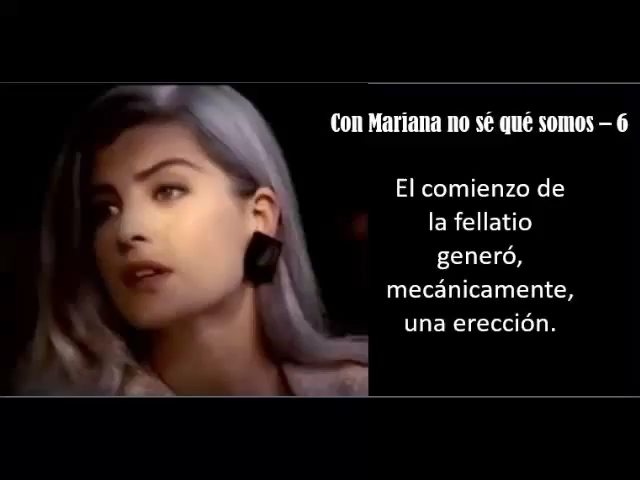 Con Mariana no sé qué somos – 6
El comienzo de
la fellatio
generó,
mecánicamente,
una erección.